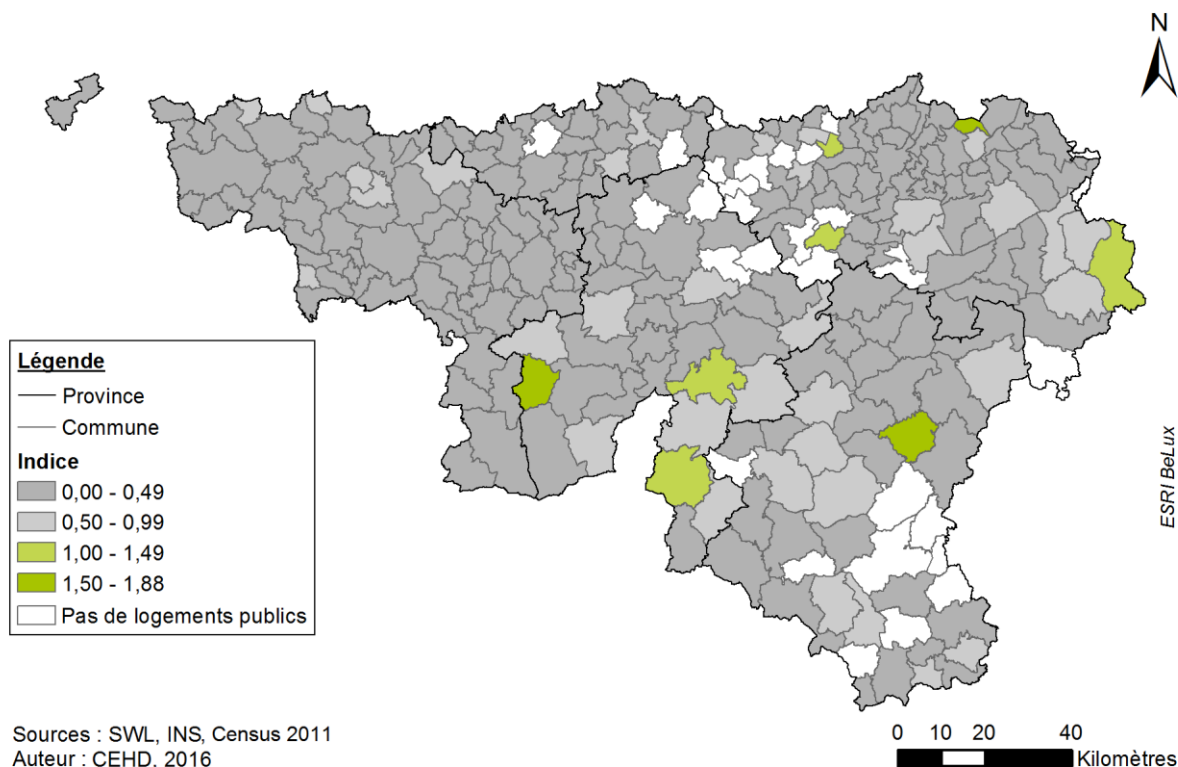 N
Légende
Province
Commune
Indice
0,00 - 0,49
0,50 - 0,99
1,00 - 1,49
1,50 - 1,88
Pas de logements publics
ESRI BeLux
Sources : SWL, INS, Census 2011
Auteur : CEHD, 2016
0 10 20 40
Kilomètres